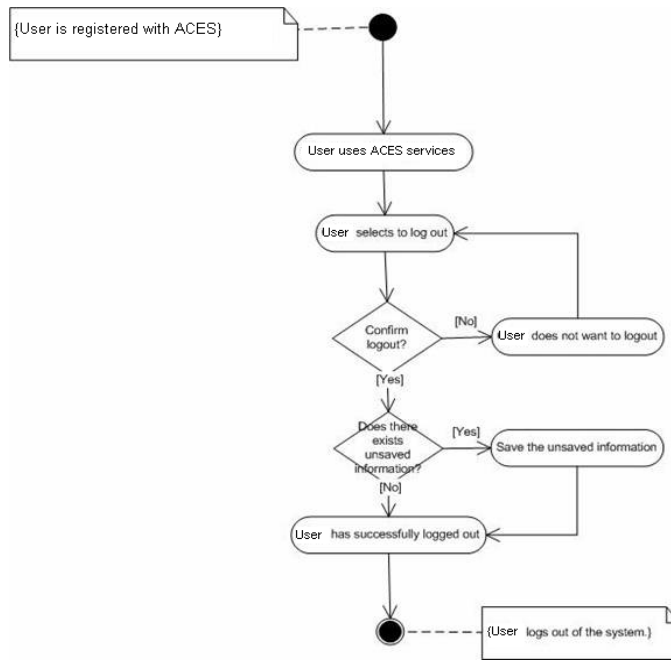 {User is registered with ACES}
User uses ACES services
User selects to log out
Confirm
logout?
[No]
User does not want to logout
[Yes]
Does there
exists
unsaved
information?
[Yes]
Save the unsaved information
[No]
User has successfully logged out
{User logs out of the system.}